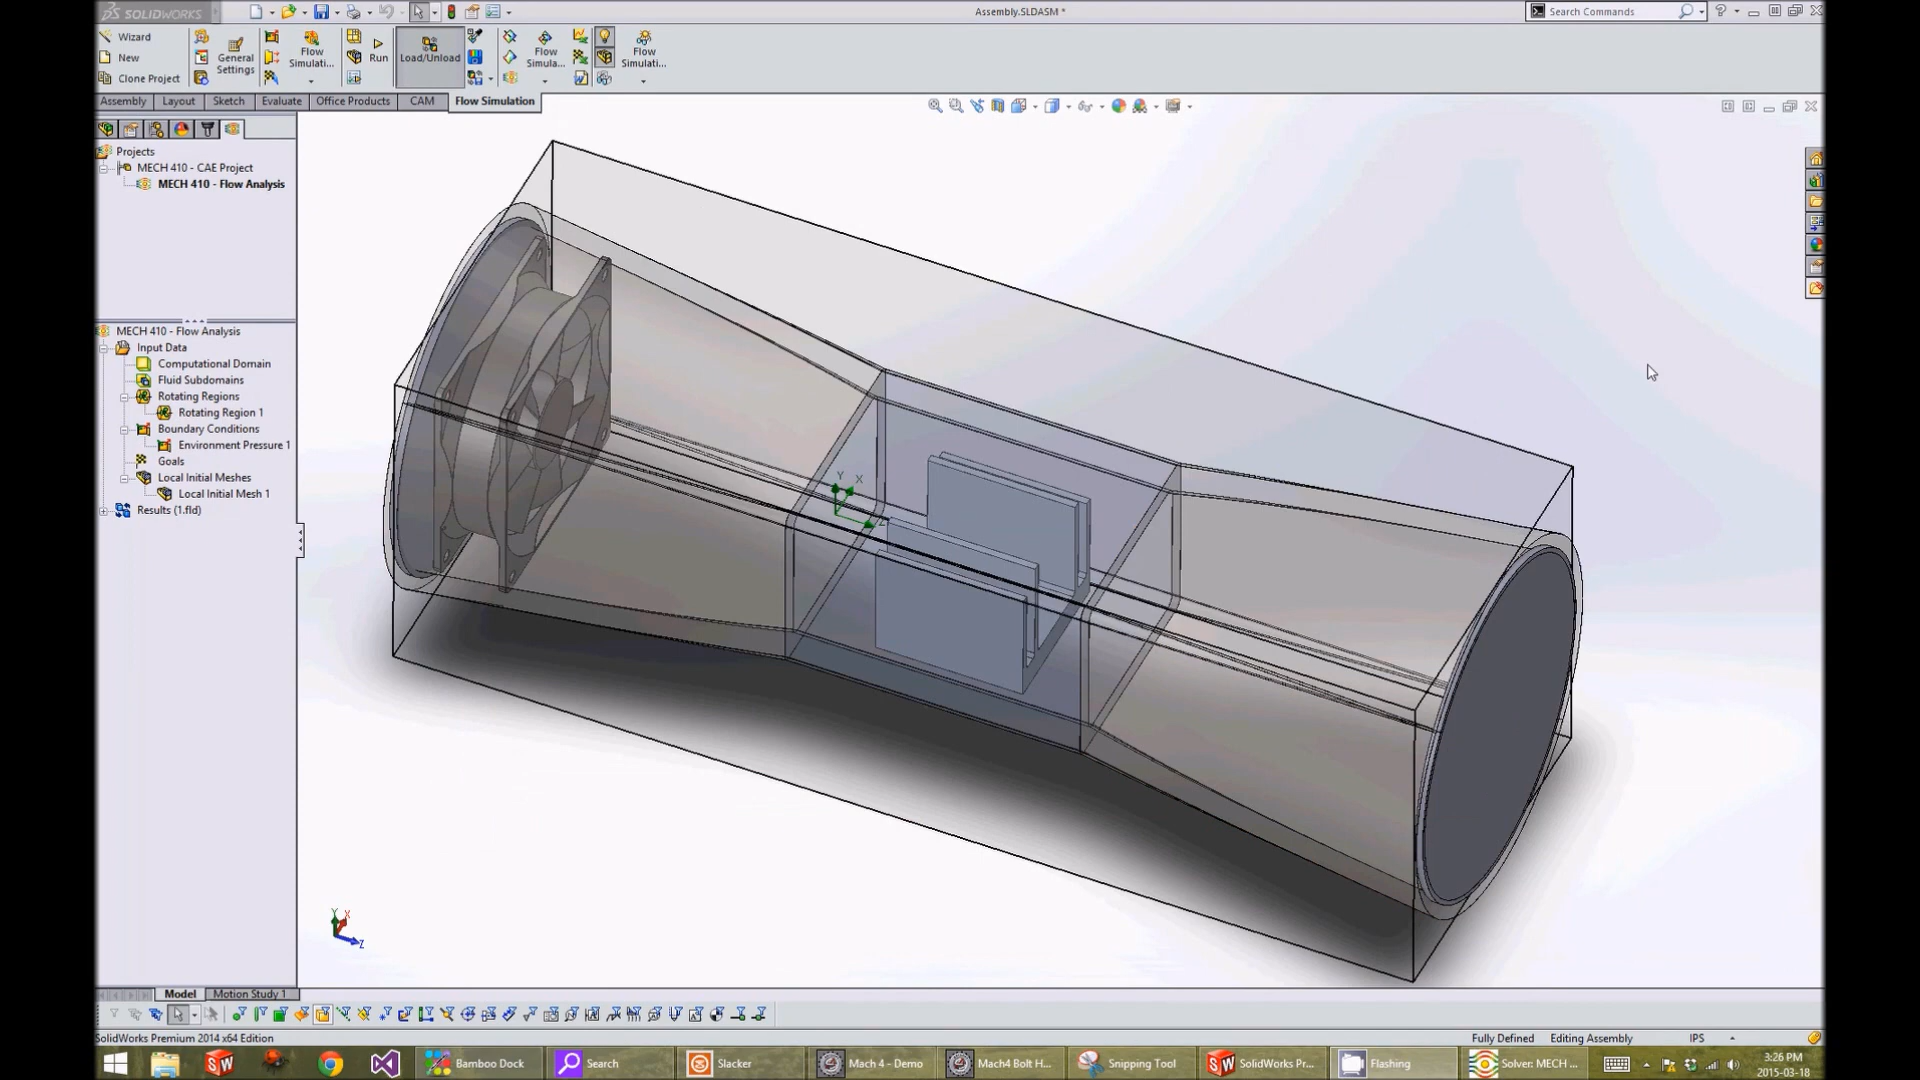 SOLIDWORKS
Assembly.SLDASM *
Search Commands
Wizard
New
Clone Project
General
Settings
Flow
Simulati...
Run
Load/Unload
Flow
Simula...
Flow
Simulati...
Assembly
Layout
Sketch
Evaluate
Office Products
CAM
Flow Simulation
Projects
MECH 410 - CAE Project
MECH 410 - Flow Analysis
MECH 410 - Flow Analysis
Input Data
Computational Domain
Fluid Subdomains
Rotating Regions
Rotating Region 1
Boundary Conditions
Environment Pressure 1
Goals
Local Initial Meshes
Local Initial Mesh 1
Results (1.fld)
Y
X
Z
Y
X
Z
Model
Motion Study 1
SolidWorks Premium 2014 x64 Edition
Fully Defined
Editing Assembly
IPS
Bamboo Dock
Search
Slacker
Mach 4 - Demo
Mach4 Bolt H...
Snipping Tool
SolidWorks Pr...
Flashing
Solver: MECH ...
3:26 PM
2015-03-18